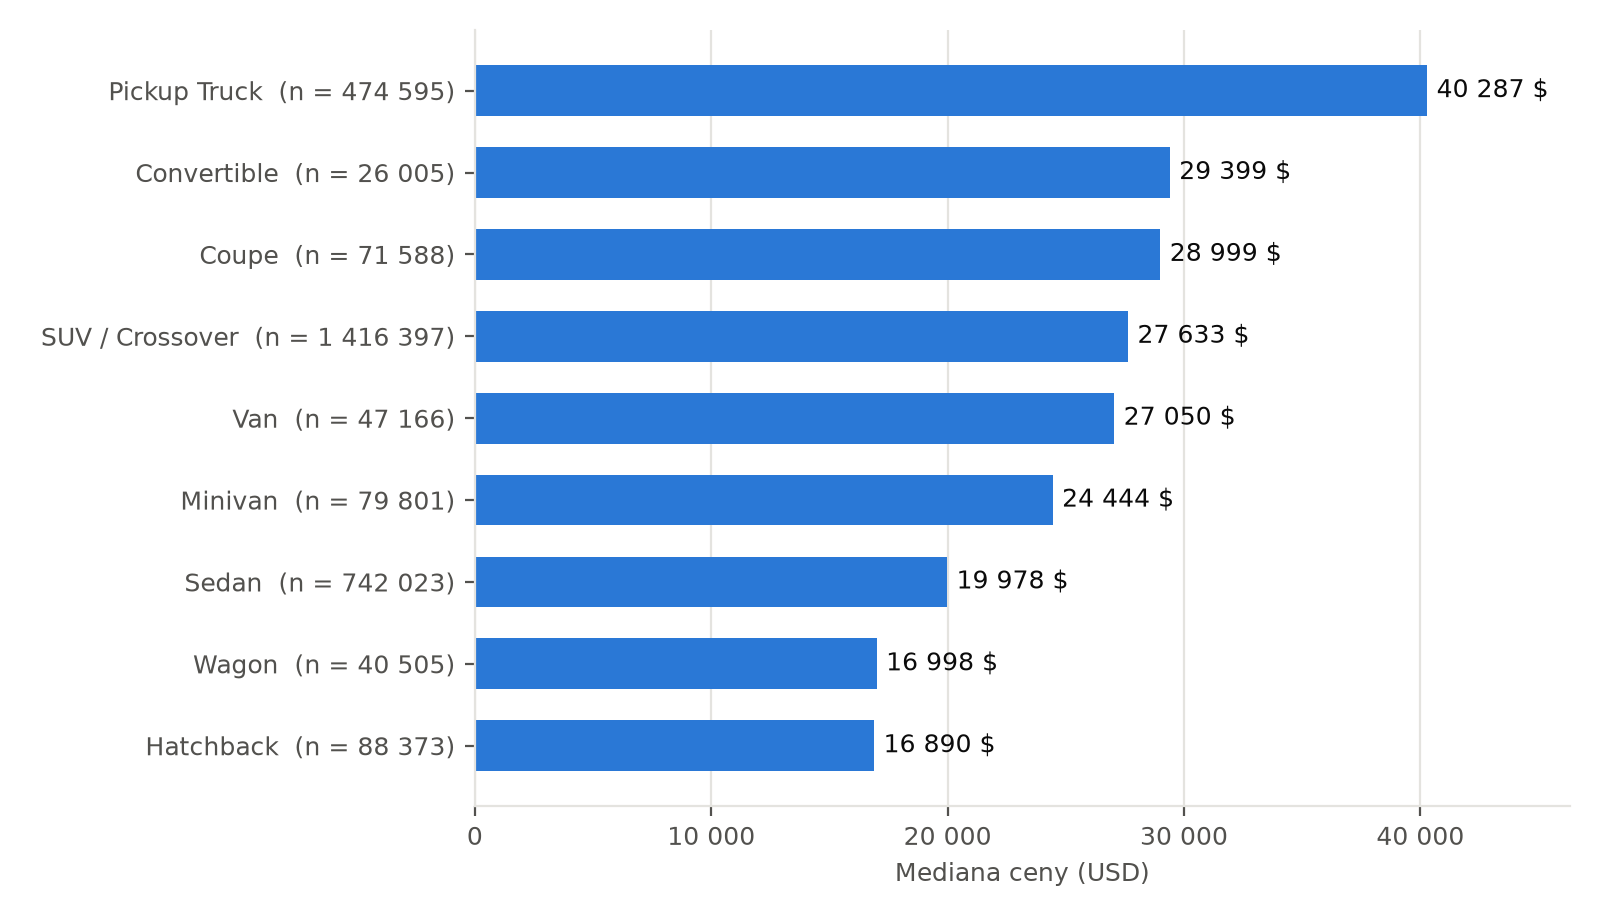 Pickup Truck (n = 474 595) 40 287 $
Convertible (n = 26 005) 29 399 $
Coupe (n = 71 588) 28 999 $
SUV / Crossover (n = 1 416 397) 27 633 $
Van (n = 47 166) 27 050 $
Minivan (n = 79 801) 24 444 $
Sedan (n = 742 023) 19 978 $
Wagon (n = 40 505) 16 998 $
Hatchback (n = 88 373) 16 890 $
0 10 000 20 000 30 000 40 000
Mediana ceny (USD)